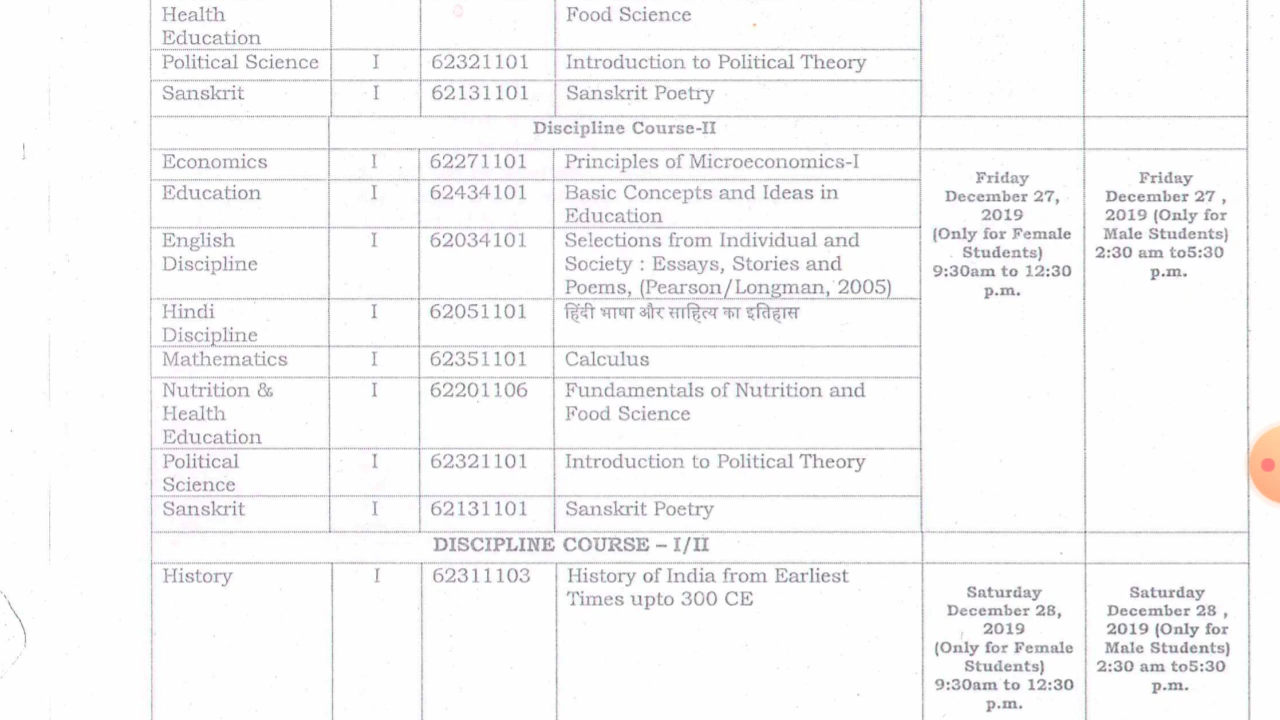 Health Food Science
Education
Political Science I 62321101 Introduction to Political Theory
Sanskrit I 62131101 Sanskrit Poetry
Discipline Course-II
Economics I 62271101 Principles of Microeconomics-I
Education I 62434101 Basic Concepts and Ideas in
Education
English I 62034101 Selections from Individual and
Discipline Society : Essays, Stories and
Poems, (Pearson/Longman, 2005)
Hindi I 62051101 हिंदी भाषा और साहित्य का इतिहास
Discipline
Mathematics I 62351101 Calculus
Nutrition & I 62201106 Fundamentals of Nutrition and
Health Food Science
Education
Political I 62321101 Introduction to Political Theory
Science
Sanskrit I 62131101 Sanskrit Poetry
Friday
December 27,
2019
(Only for Female
Students)
9:30am to 12:30
p.m.
Friday
December 27 ,
2019 (Only for
Male Students)
2:30 am to5:30
p.m.
DISCIPLINE COURSE – I/II
History I 62311103 History of India from Earliest
Times upto 300 CE
Saturday
December 28,
2019
(Only for Female
Students)
9:30am to 12:30
p.m.
Saturday
December 28 ,
2019 (Only for
Male Students)
2:30 am to5:30
p.m.